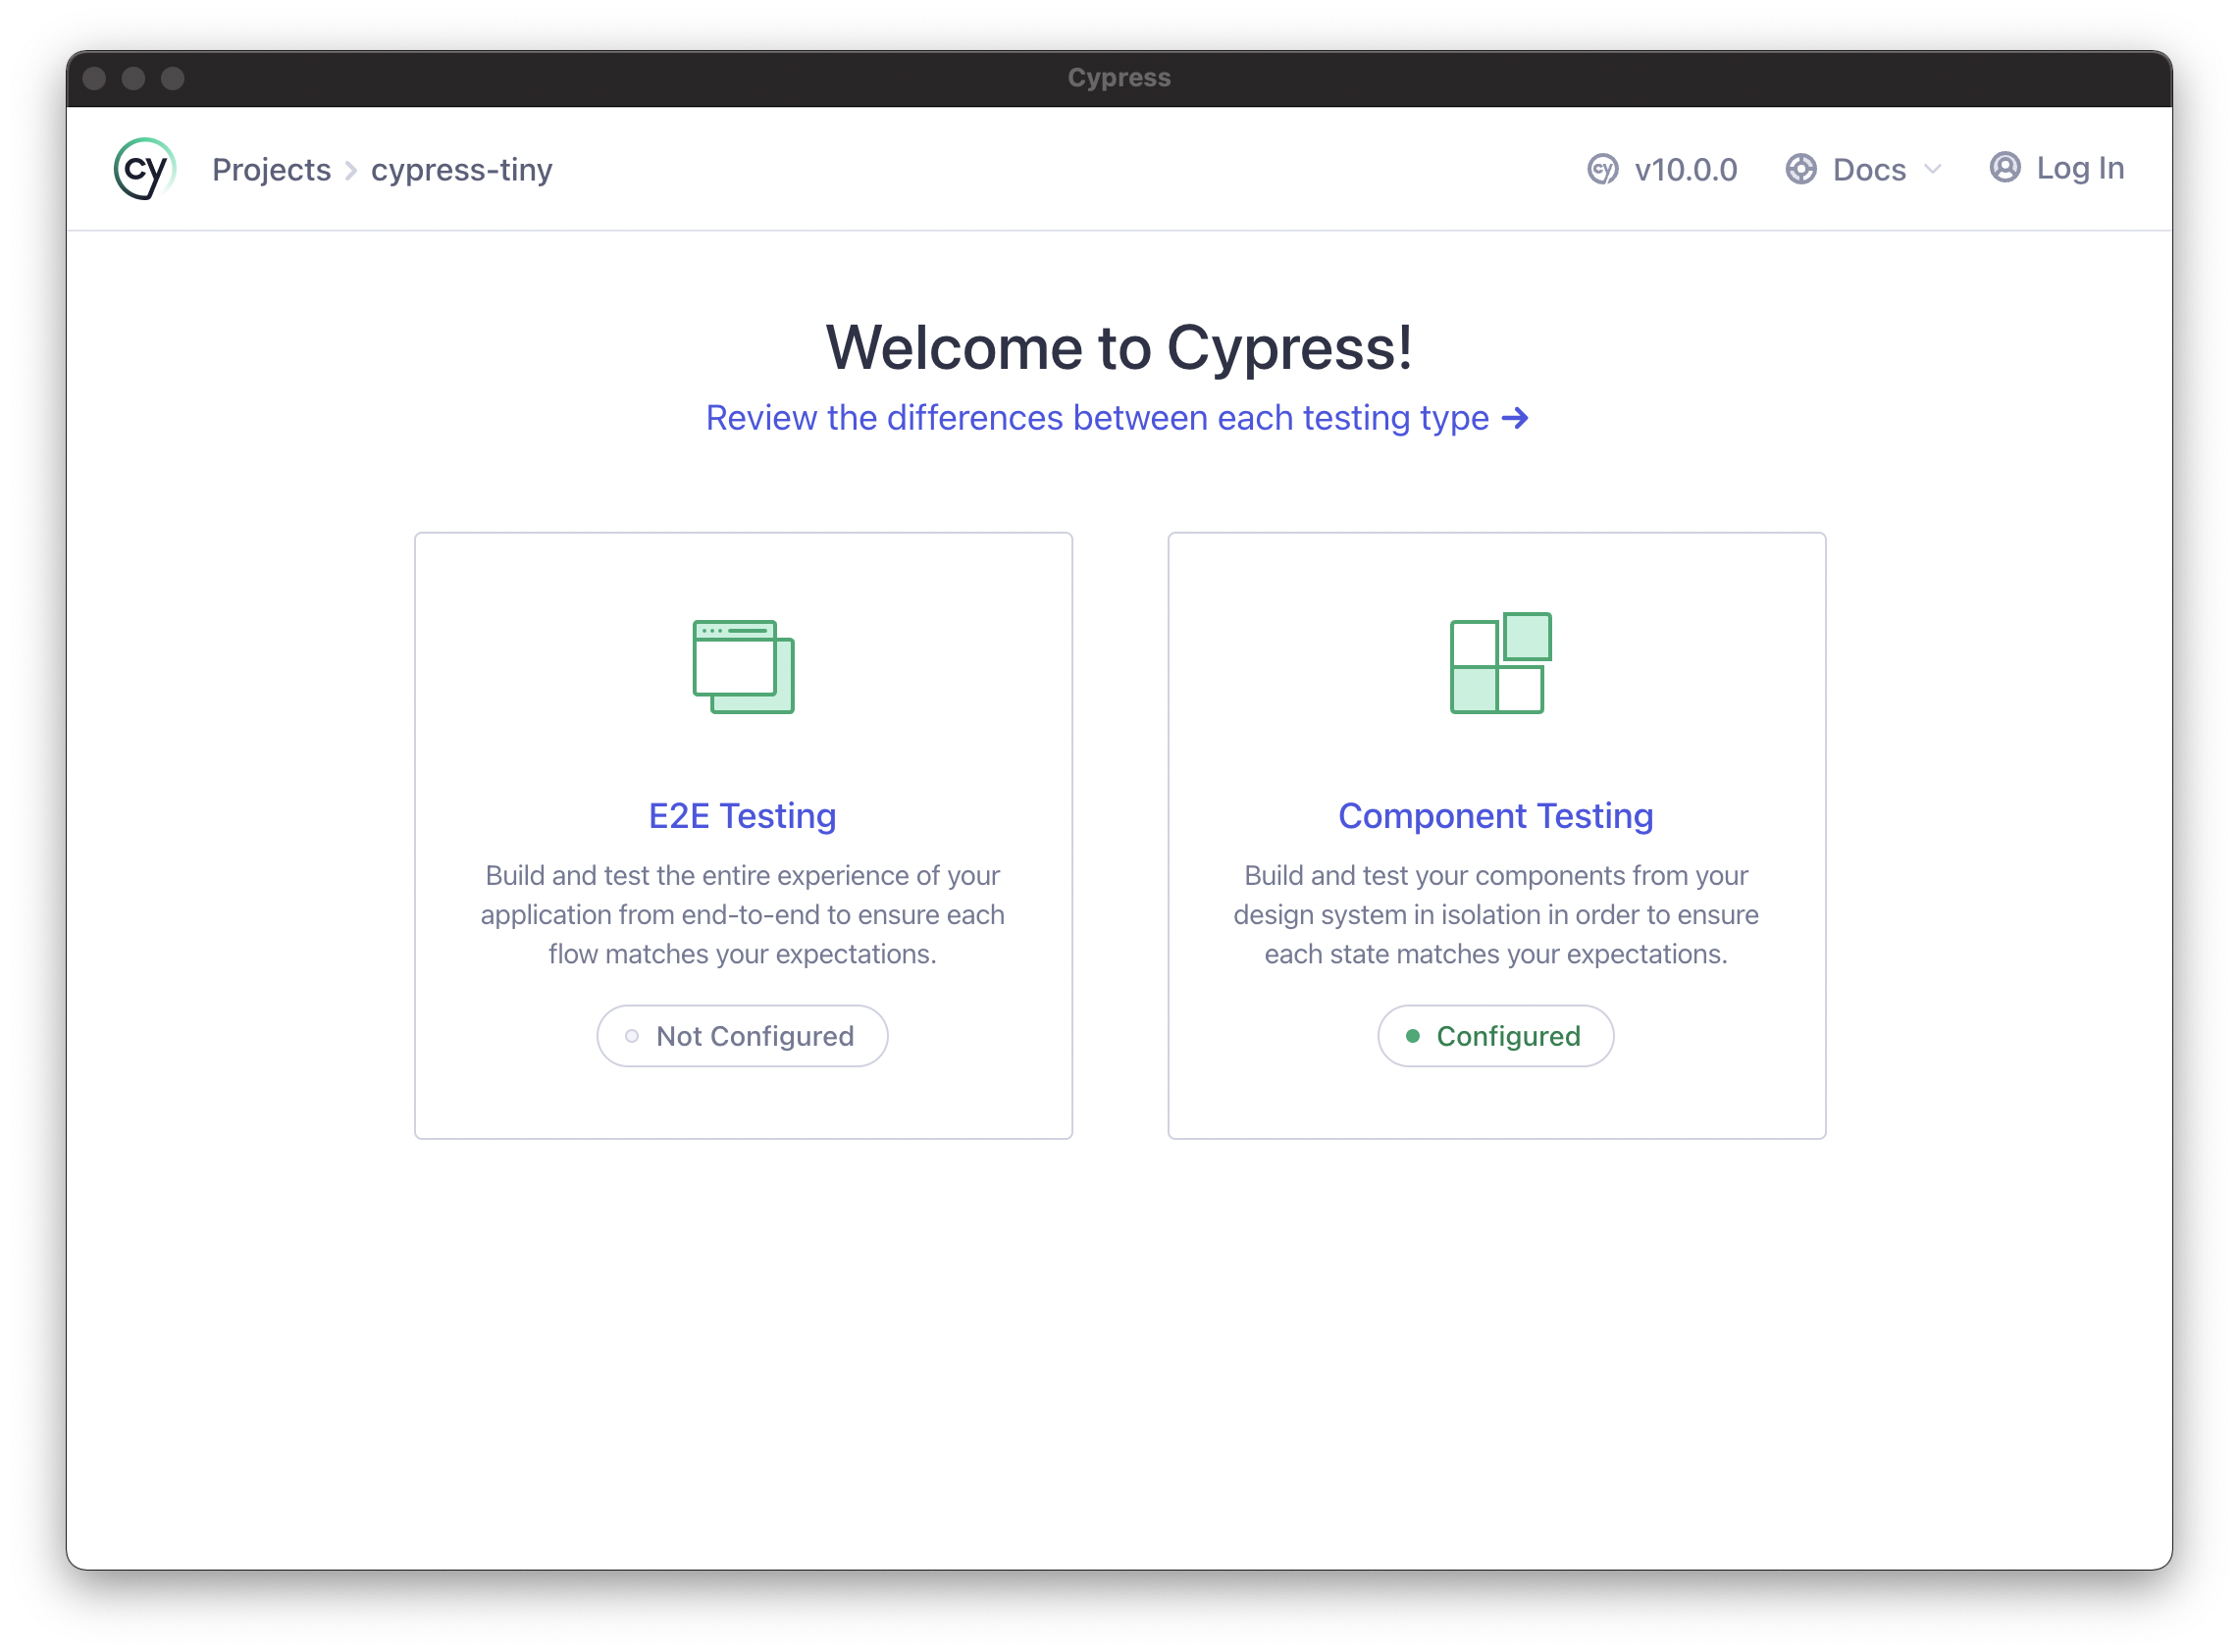 Cypress
cy Projects cypress-tiny cy v10.0.0 Docs Log In
Welcome to Cypress!
Review the differences between each testing type →
E2E Testing
Build and test the entire experience of your
application from end-to-end to ensure each
flow matches your expectations.
Not Configured
Component Testing
Build and test your components from your
design system in isolation in order to ensure
each state matches your expectations.
Configured